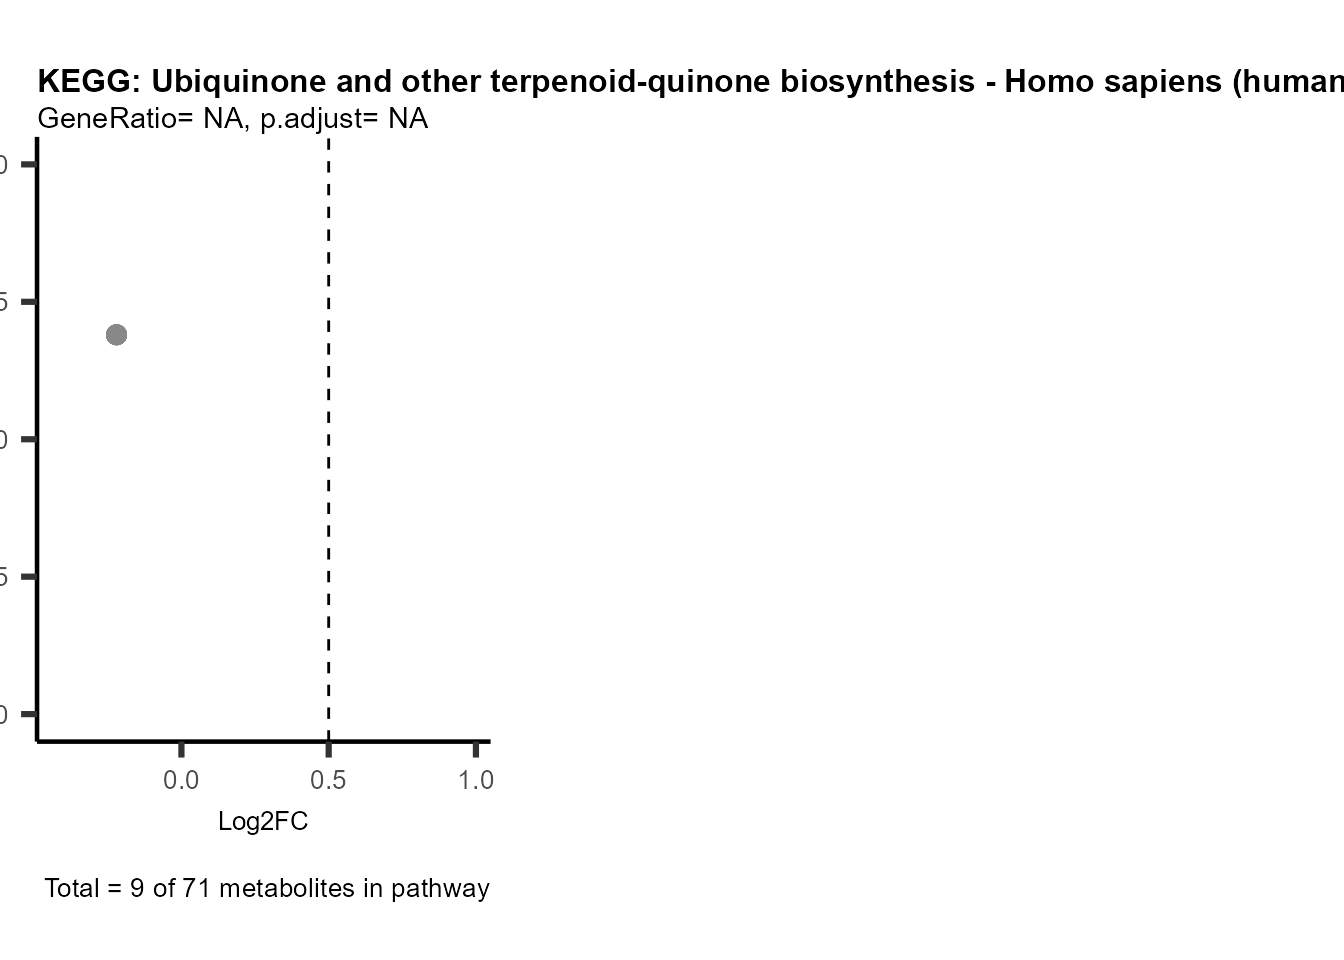 KEGG: Ubiquinone and other terpenoid-quinone biosynthesis - Homo sapiens (human
GeneRatio= NA, p.adjust= NA
0
5
0
5
0
0.0 0.5 1.0
Log2FC
Total = 9 of 71 metabolites in pathway